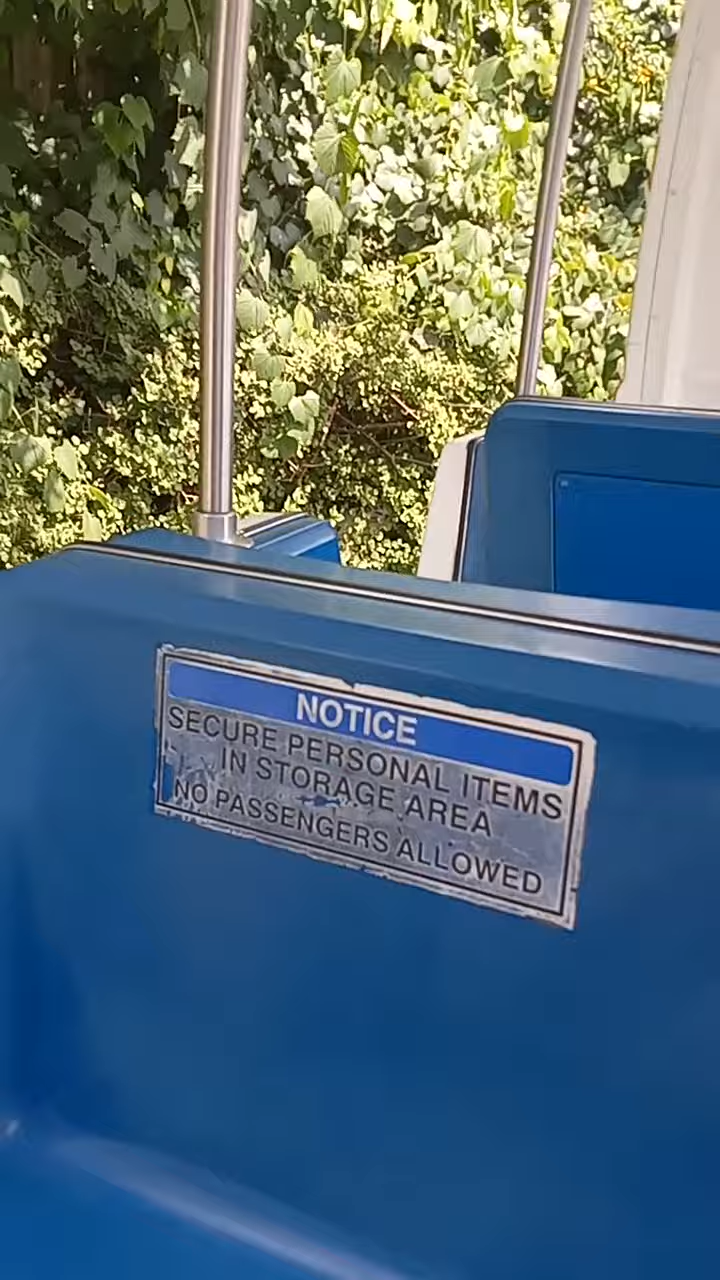 NOTICE
SECURE PERSONAL ITEMS
IN STORAGE AREA
NO PASSENGERS ALLOWED